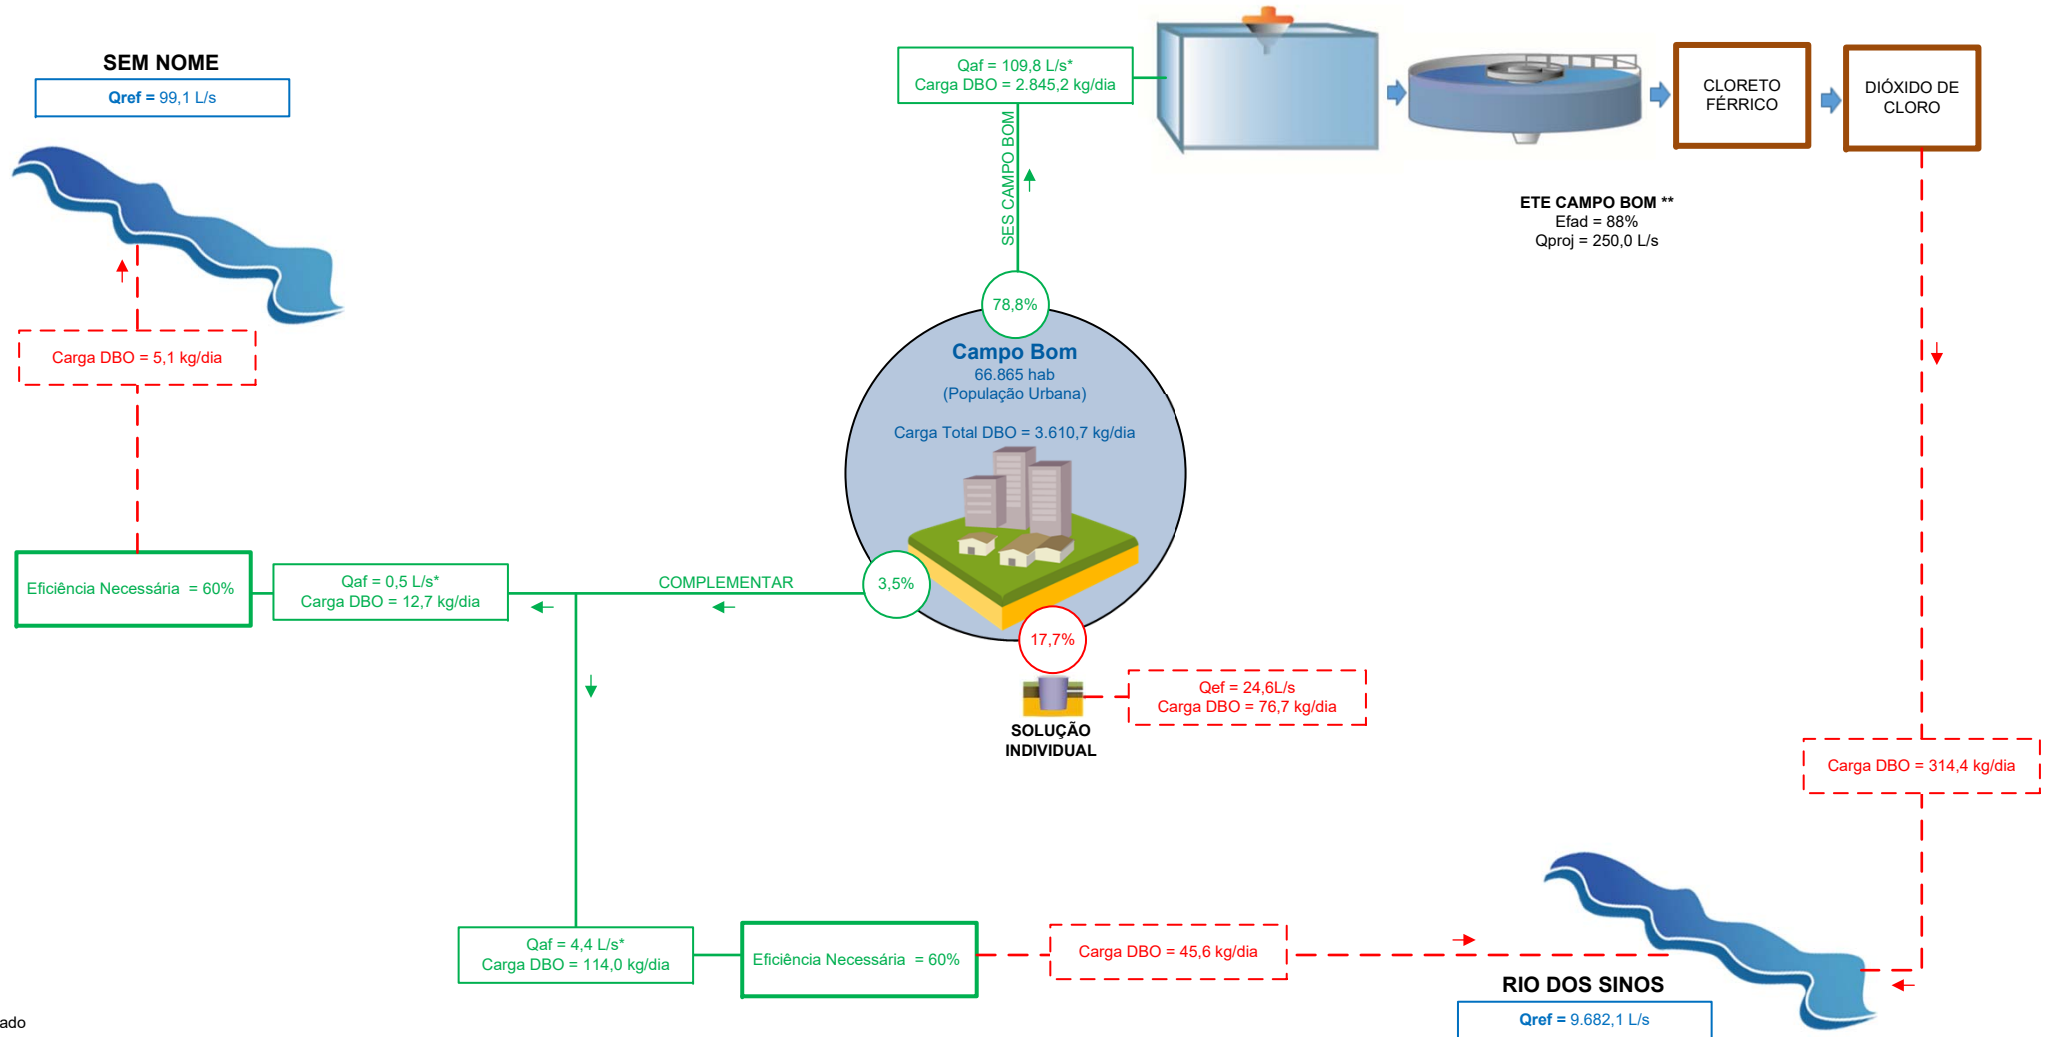 SEM NOME
Qref = 99,1 L/s
Carga DBO = 5,1 kg/dia
Eficiência Necessária = 60%
Qaf = 0,5 L/s*
Carga DBO = 12,7 kg/dia
COMPLEMENTAR
3,5%
Qaf = 109,8 L/s*
Carga DBO = 2.845,2 kg/dia
SES CAMPO BOM
78,8%
Campo Bom
66.865 hab
(População Urbana)
Carga Total DBO = 3.610,7 kg/dia
17,7%
SOLUÇÃO
INDIVIDUAL
Qef = 24,6L/s
Carga DBO = 76,7 kg/dia
CLORETO
FÉRRICO
DIÓXIDO DE
CLORO
ETE CAMPO BOM **
Efad = 88%
Qproj = 250,0 L/s
Carga DBO = 314,4 kg/dia
Qaf = 4,4 L/s*
Carga DBO = 114,0 kg/dia
Eficiência Necessária = 60%
Carga DBO = 45,6 kg/dia
RIO DOS SINOS
Qref = 9.682,1 L/s
ado